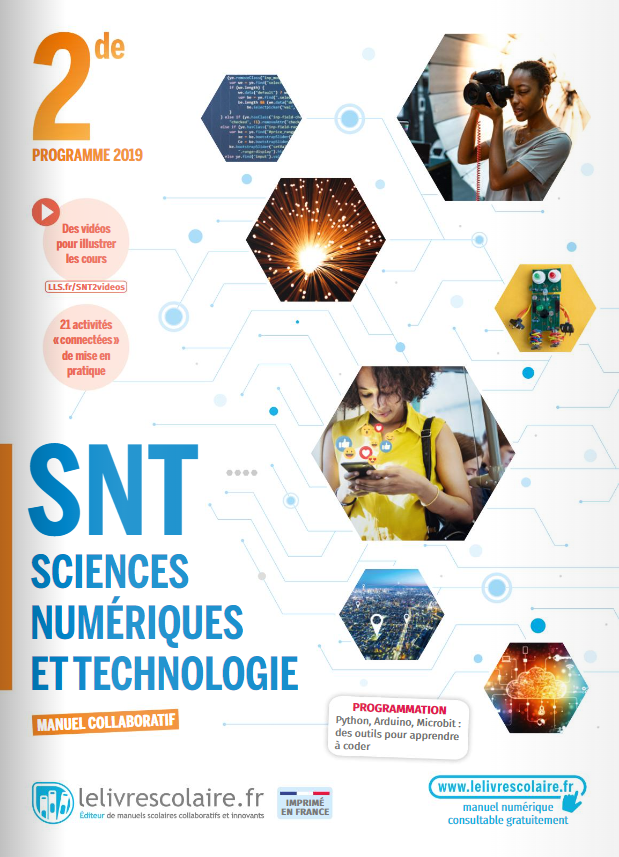 2de
PROGRAMME 2019
Des vidéos
pour illustrer
les cours
LLS.fr/SNT2videos
21 activités
«connectées»
de mise en
pratique
SNT
SCIENCES
NUMÉRIQUES
ET TECHNOLOGIE
MANUEL COLLABORATIF
PROGRAMMATION
Python, Arduino, Microbit :
des outils pour apprendre
à coder
lelivrescolaire.fr
Éditeur de manuels scolaires collaboratifs et innovants
IMPRIMÉ
EN FRANCE
www.lelivrescolaire.fr
manuel numérique
consultable gratuitement